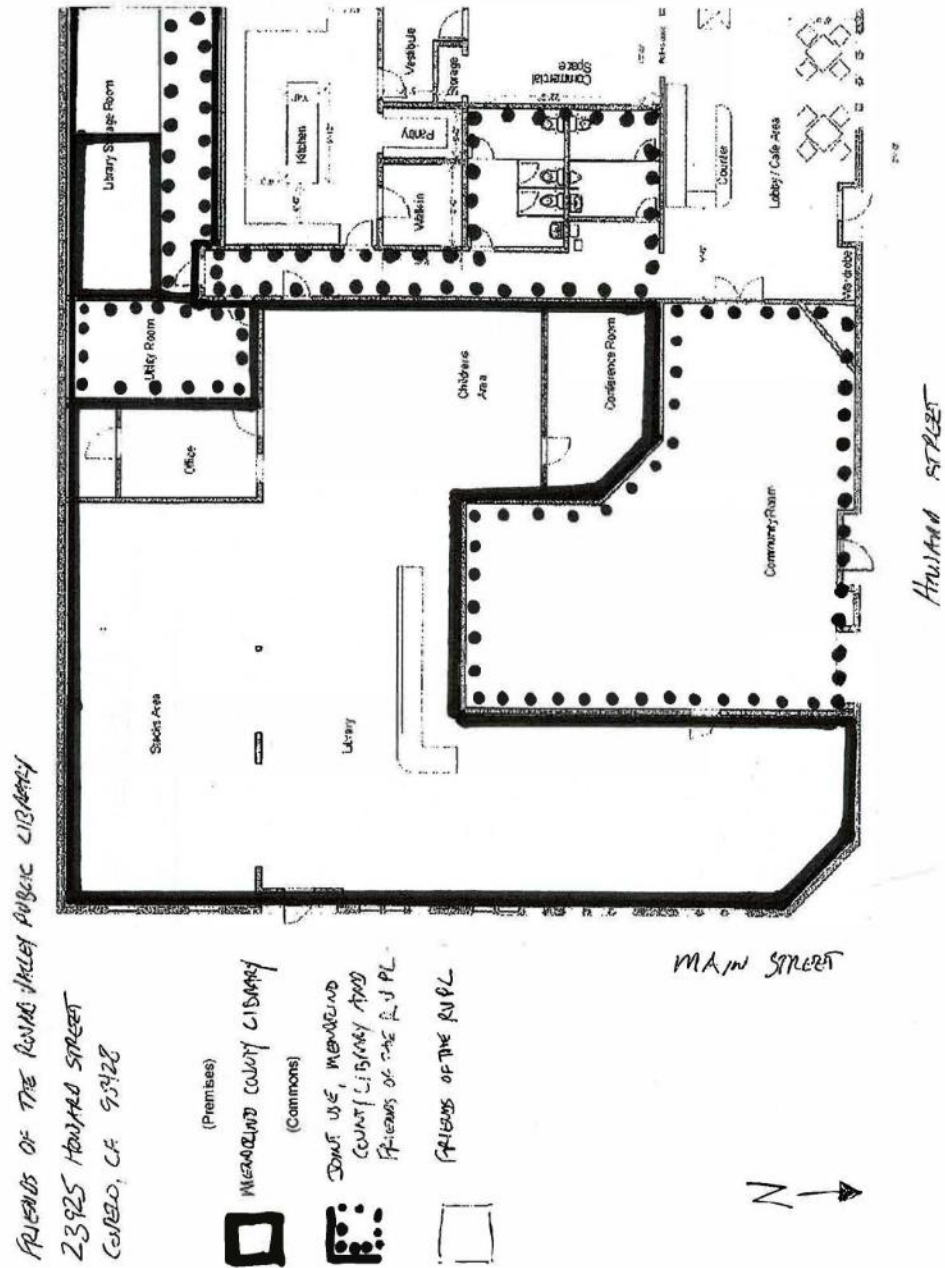 FRIENDS OF THE ROUND VALLEY PUBLIC LIBRARY
23925 HOWARD STREET
COVELO, CA 95428
(Premises)
MENDOCINO COUNTY LIBRARY
(Commons)
JOINT USE, MENDOCINO
COUNTY LIBRARY AND
FRIENDS OF THE RVPL
FRIENDS OF THE RVPL
N
MAIN STREET
HOWARD STREET
Library Storage Room
Utility Room
Office
Stacks Area
Library
Childrens
Area
Conference Room
Community Room
Kitchen
Walk-in
Pantry
Vestibule
Storage
Commercial
Space
Counter
Lobby / Cafe Area
Wardrobe